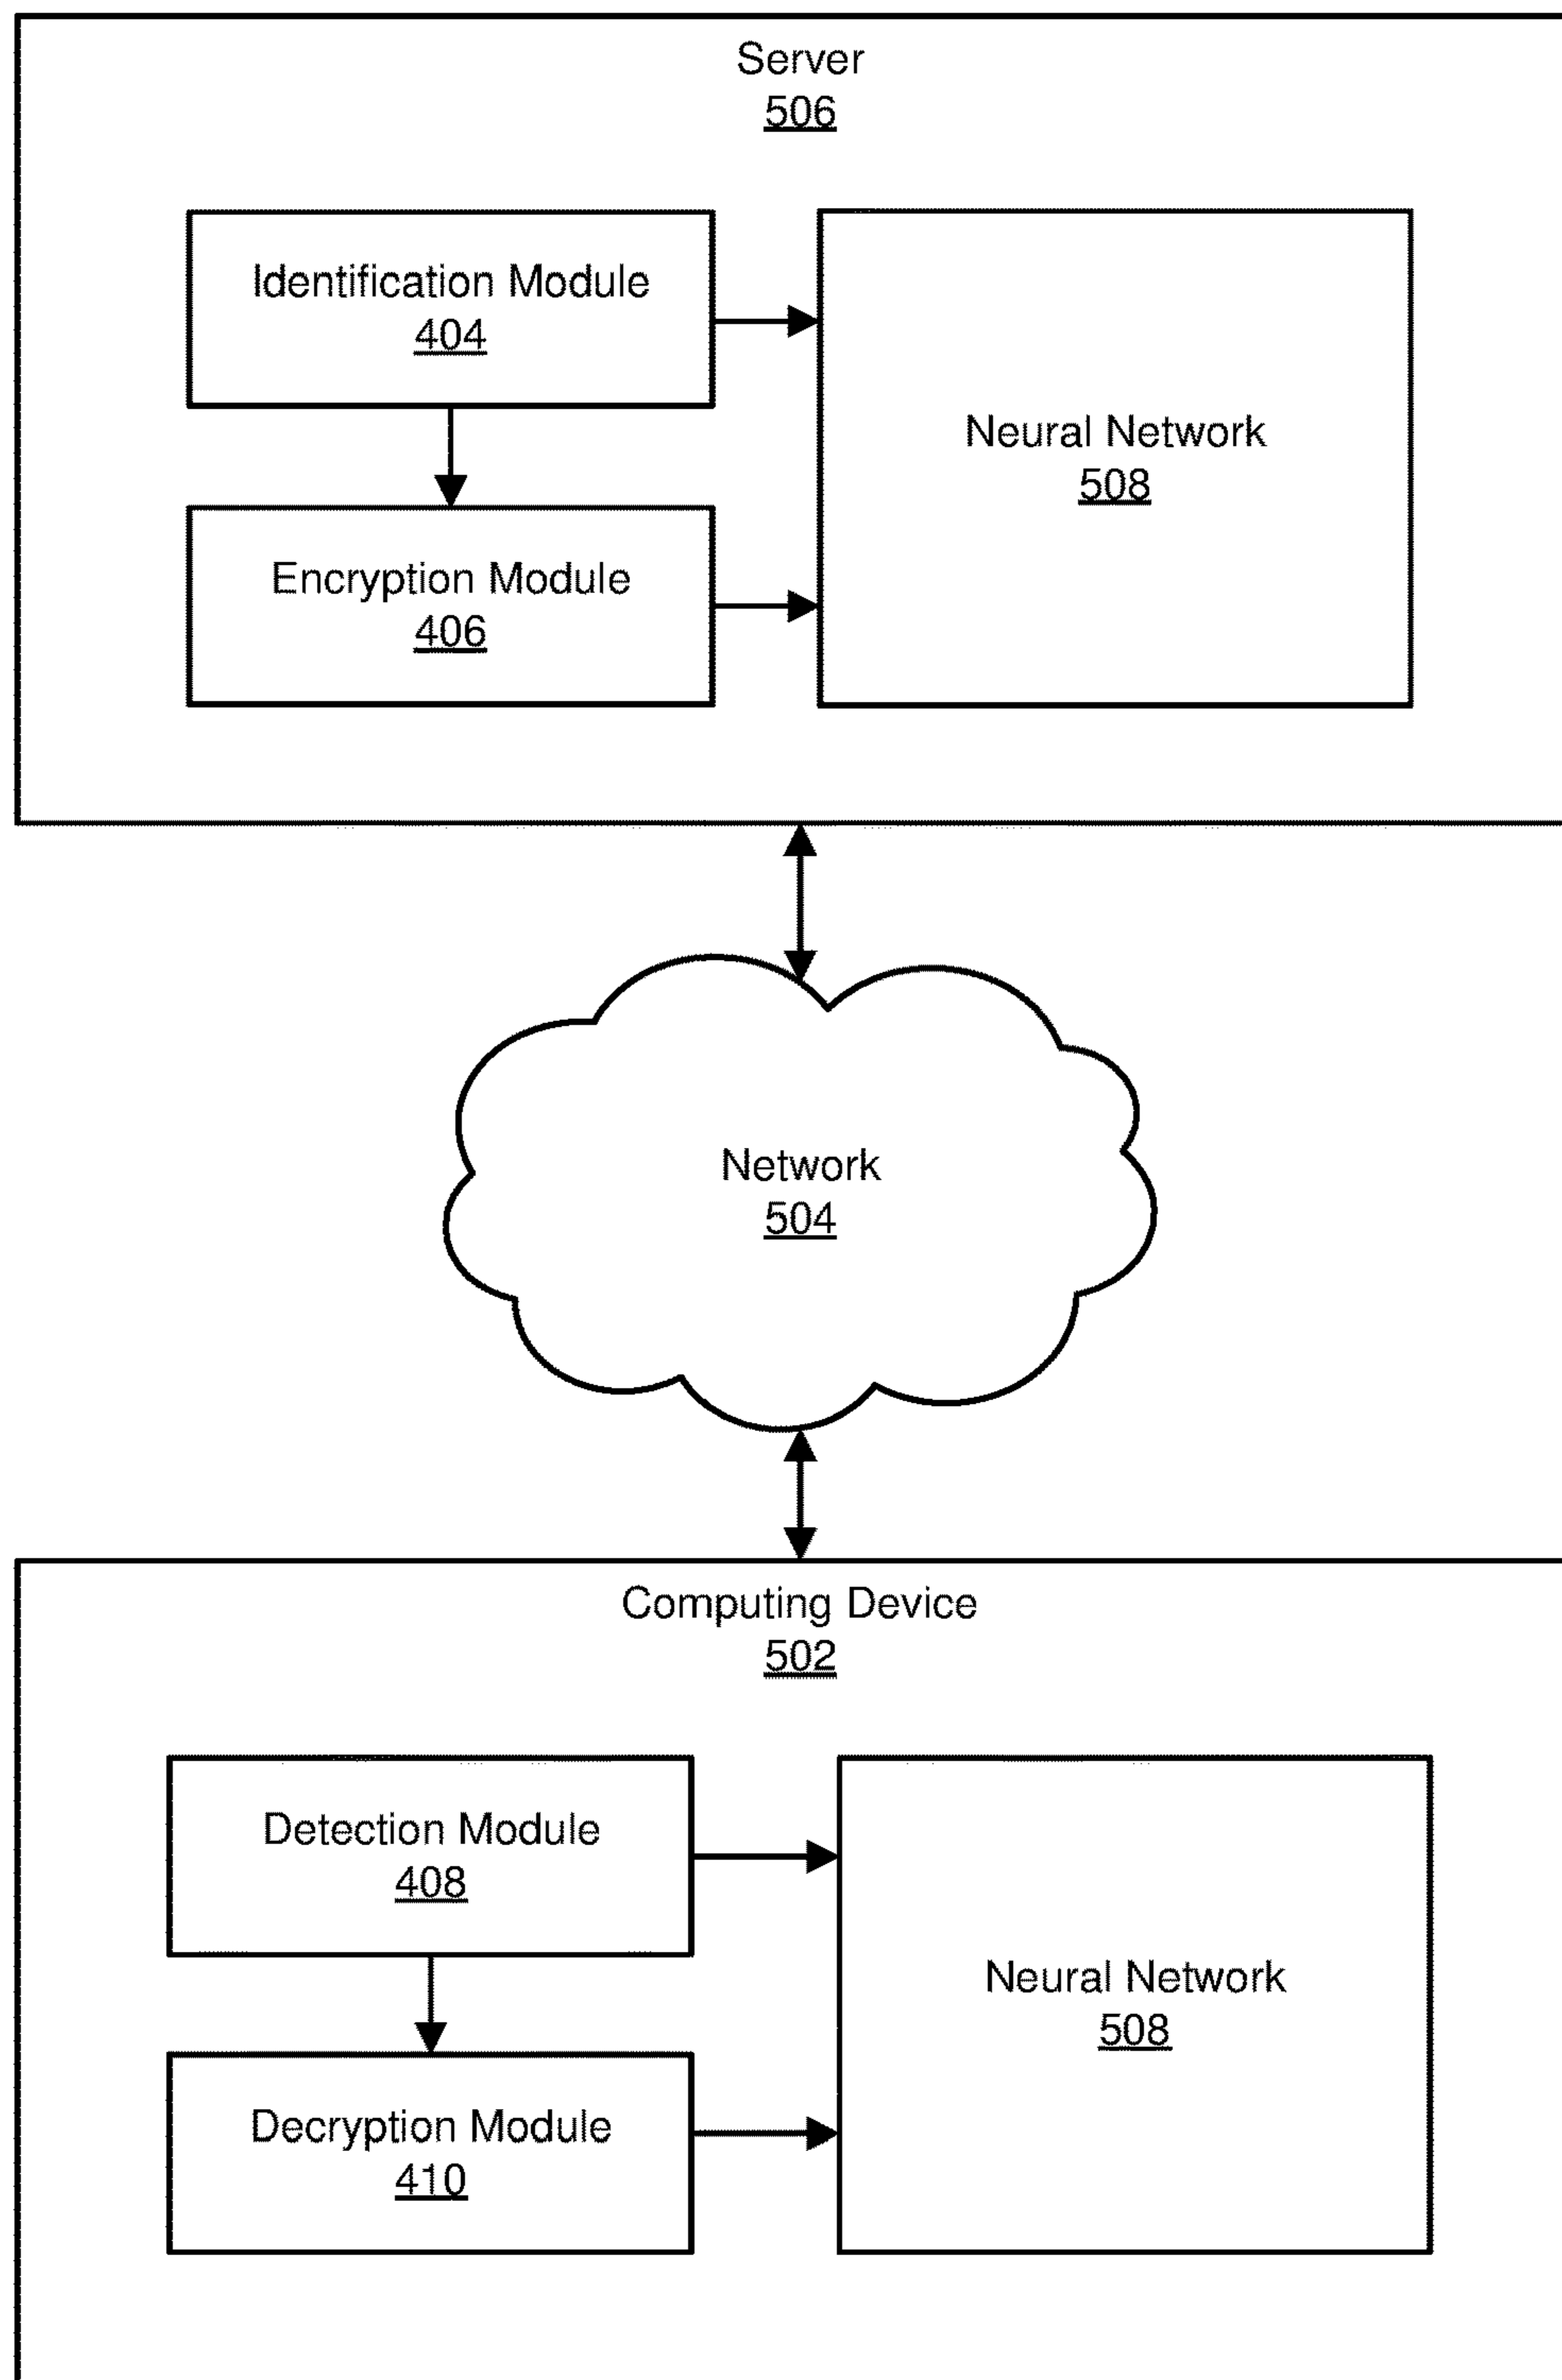 Server
506
Identification Module
404
Neural Network
508
Encryption Module
406
Network
504
Computing Device
502
Detection Module
408
Neural Network
508
Decryption Module
410